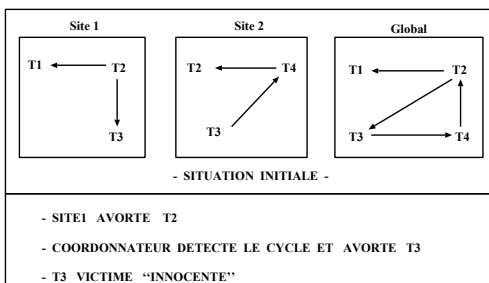 Site 1 Site 2 Global
T1 T2 T2 T4 T1 T2
T3 T3 T3 T4
- SITUATION INITIALE -
- SITE1 AVORTE T2
- COORDONNATEUR DETECTE LE CYCLE ET AVORTE T3
- T3 VICTIME “INNOCENTE”